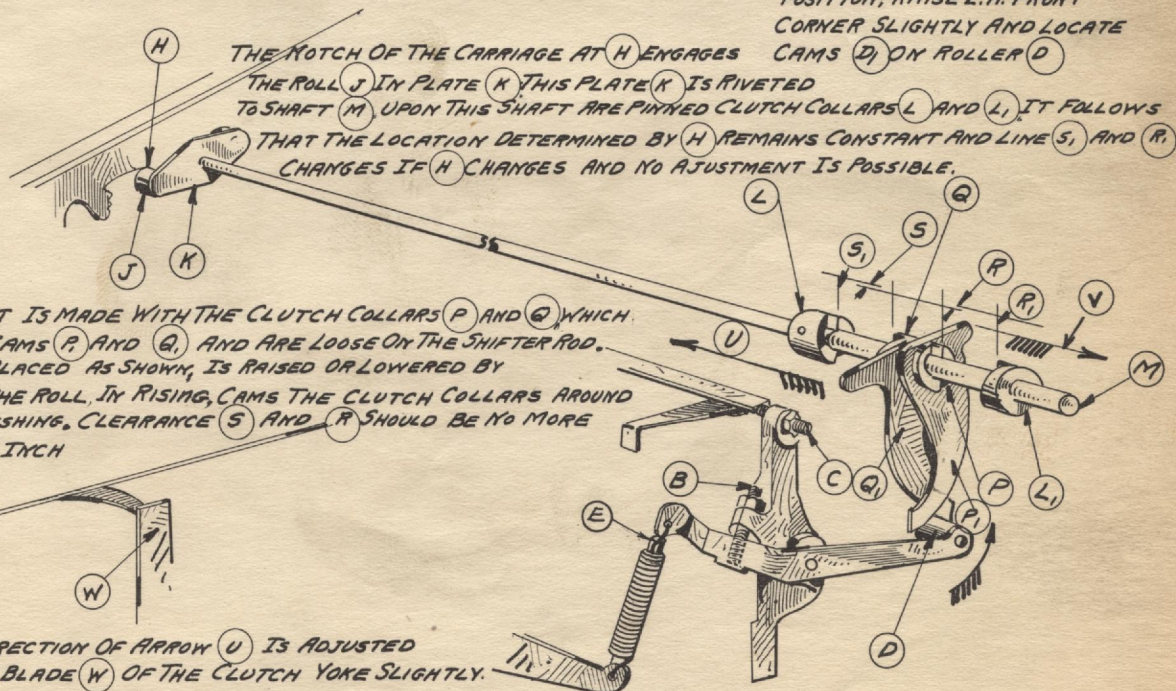 CORNER SLIGHTLY AND LOCATE
THE NOTCH OF THE CARRIAGE AT H ENGAGES CAMS D1 ON ROLLER D
THE ROLL J IN PLATE K. THIS PLATE K IS RIVETED
TO SHAFT M. UPON THIS SHAFT ARE PINNED CLUTCH COLLARS L AND L1. IT FOLLOWS
THAT THE LOCATION DETERMINED BY H REMAINS CONSTANT AND LINE S1 AND R1
CHANGES IF H CHANGES AND NO AJUSTMENT IS POSSIBLE.
H
J
K
L
Q
S1
S
R
R1
V
U
M
T IS MADE WITH THE CLUTCH COLLARS P AND Q, WHICH
AMS P1 AND Q1 AND ARE LOOSE ON THE SHIFTER ROD.
LACED AS SHOWN, IS RAISED OR LOWERED BY
HE ROLL, IN RISING, CAMS THE CLUTCH COLLARS AROUND
SHING. CLEARANCE S AND R SHOULD BE NO MORE
INCH
C
Q1
P
L1
B
E
P1
W
D
RECTION OF ARROW U IS ADJUSTED
BLADE W OF THE CLUTCH YOKE SLIGHTLY.